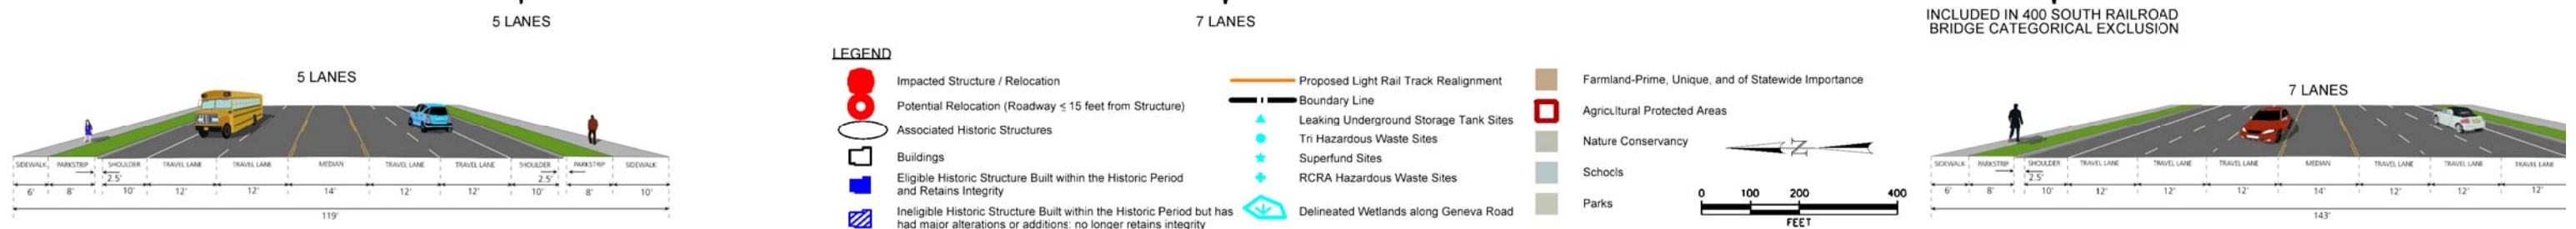 5 LANES
7 LANES
INCLUDED IN 400 SOUTH RAILROAD
BRIDGE CATEGORICAL EXCLUSION
5 LANES
SIDEWALK PARKSTRIP SHOULDER TRAVEL LANE TRAVEL LANE MEDIAN TRAVEL LANE TRAVEL LANE SHOULDER PARKSTRIP SIDEWALK
2.5' 2.5'
6' 8' 10' 12' 12' 14' 12' 12' 10' 8' 10'
119'
LEGEND
Impacted Structure / Relocation
Potential Relocation (Roadway ≤ 15 feet from Structure)
Associated Historic Structures
Buildings
Eligible Historic Structure Built within the Historic Period
and Retains Integrity
Ineligible Historic Structure Built within the Historic Period but has
had major alterations or additions: no longer retains integrity
Proposed Light Rail Track Realignment
Boundary Line
Leaking Underground Storage Tank Sites
Tri Hazardous Waste Sites
Superfund Sites
RCRA Hazardous Waste Sites
Delineated Wetlands along Geneva Road
Farmland-Prime, Unique, and of Statewide Importance
Agricultural Protected Areas
Nature Conservancy
Schools
Parks
N
0 100 200 400
FEET
7 LANES
SIDEWALK PARKSTRIP SHOULDER TRAVEL LANE TRAVEL LANE TRAVEL LANE MEDIAN TRAVEL LANE TRAVEL LANE TRAVEL LANE
2.5'
6' 8' 10' 12' 12' 12' 14' 12' 12' 12'
143'